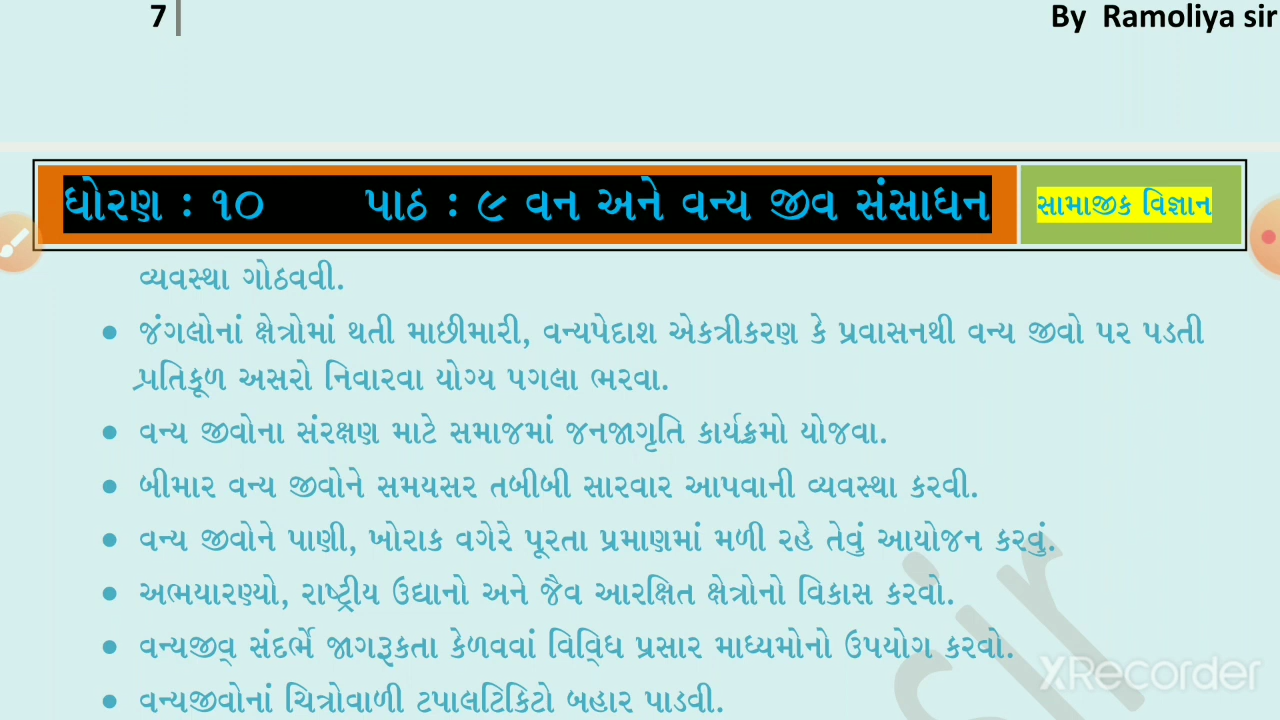 7
By Ramoliya sir
ધોરણ : ૧૦ પાઠ : ૯ વન અને વન્ય જીવ સંસાધન
સામાજીક વિજ્ઞાન
વ્યવસ્થા ગોઠવવી.
● જંગલોનાં ક્ષેત્રોમાં થતી માછીમારી, વન્યપેદાશ એકત્રીકરણ કે પ્રવાસનથી વન્ય જીવો પર પડતી
પ્રતિકૂળ અસરો નિવારવા યોગ્ય પગલા ભરવા.
● વન્ય જીવોના સંરક્ષણ માટે સમાજમાં જનજાગૃતિ કાર્યક્રમો યોજવા.
● બીમાર વન્ય જીવોને સમયસર તબીબી સારવાર આપવાની વ્યવસ્થા કરવી.
● વન્ય જીવોને પાણી, ખોરાક વગેરે પૂરતા પ્રમાણમાં મળી રહે તેવું આયોજન કરવું.
● અભયારણ્યો, રાષ્ટ્રીય ઉદ્યાનો અને જૈવ આરક્ષિત ક્ષેત્રોનો વિકાસ કરવો.
● વન્યજીવ્ સંદર્ભે જાગરૂકતા કેળવવાં વિવિ્ધ પ્રસાર માધ્યમોનો ઉપયોગ કરવો.
● વન્યજીવોનાં ચિત્રોવાળી ટપાલટિકિટો બહાર પાડવી.
sir
XRecorder